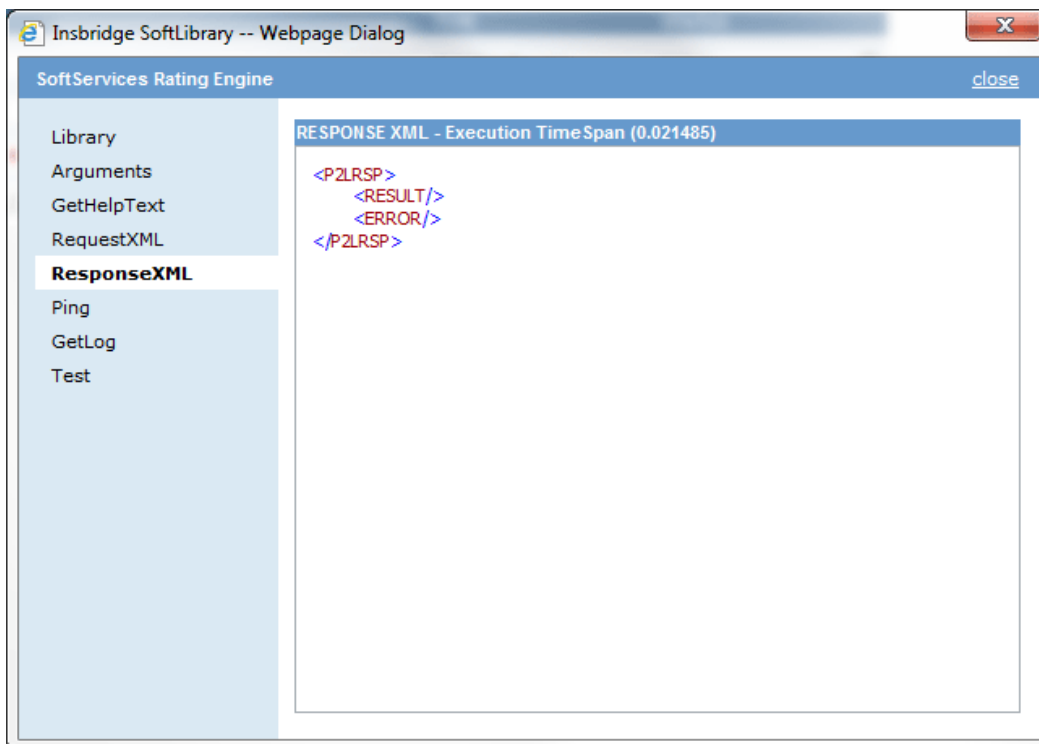 Insbridge SoftLibrary -- Webpage Dialog
SoftServices Rating Engine
close
Library
Arguments
GetHelpText
RequestXML
ResponseXML
Ping
GetLog
Test
RESPONSE XML - Execution TimeSpan (0.021485)
<P2LRSP>
<RESULT/>
<ERROR/>
</P2LRSP>